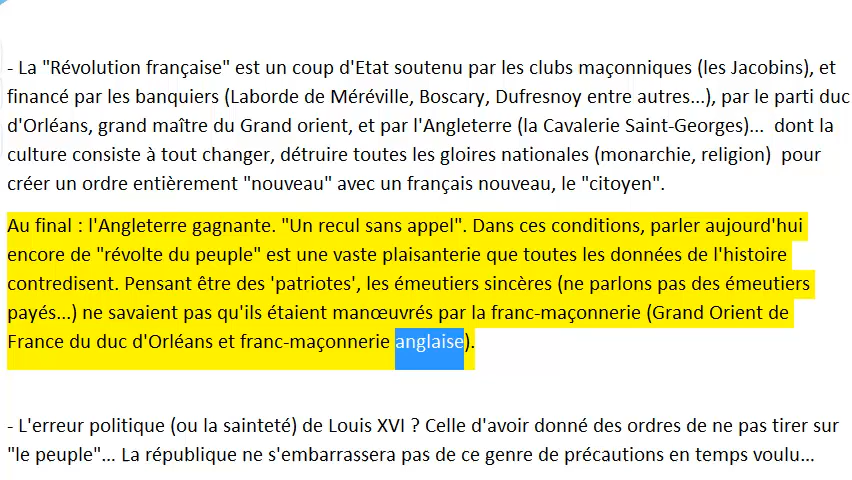 - La "Révolution française" est un coup d'Etat soutenu par les clubs maçonniques (les Jacobins), et
financé par les banquiers (Laborde de Méréville, Boscary, Dufresnoy entre autres...), par le parti duc
d'Orléans, grand maître du Grand orient, et par l'Angleterre (la Cavalerie Saint-Georges)...  dont la
culture consiste à tout changer, détruire toutes les gloires nationales (monarchie, religion)  pour
créer un ordre entièrement "nouveau" avec un français nouveau, le "citoyen".
Au final : l'Angleterre gagnante. "Un recul sans appel". Dans ces conditions, parler aujourd'hui
encore de "révolte du peuple" est une vaste plaisanterie que toutes les données de l'histoire
contredisent. Pensant être des 'patriotes', les émeutiers sincères (ne parlons pas des émeutiers
payés...) ne savaient pas qu'ils étaient manœuvrés par la franc-maçonnerie (Grand Orient de
France du duc d'Orléans et franc-maçonnerie anglaise).
- L'erreur politique (ou la sainteté) de Louis XVI ? Celle d'avoir donné des ordres de ne pas tirer sur
"le peuple"... La république ne s'embarrassera pas de ce genre de précautions en temps voulu...